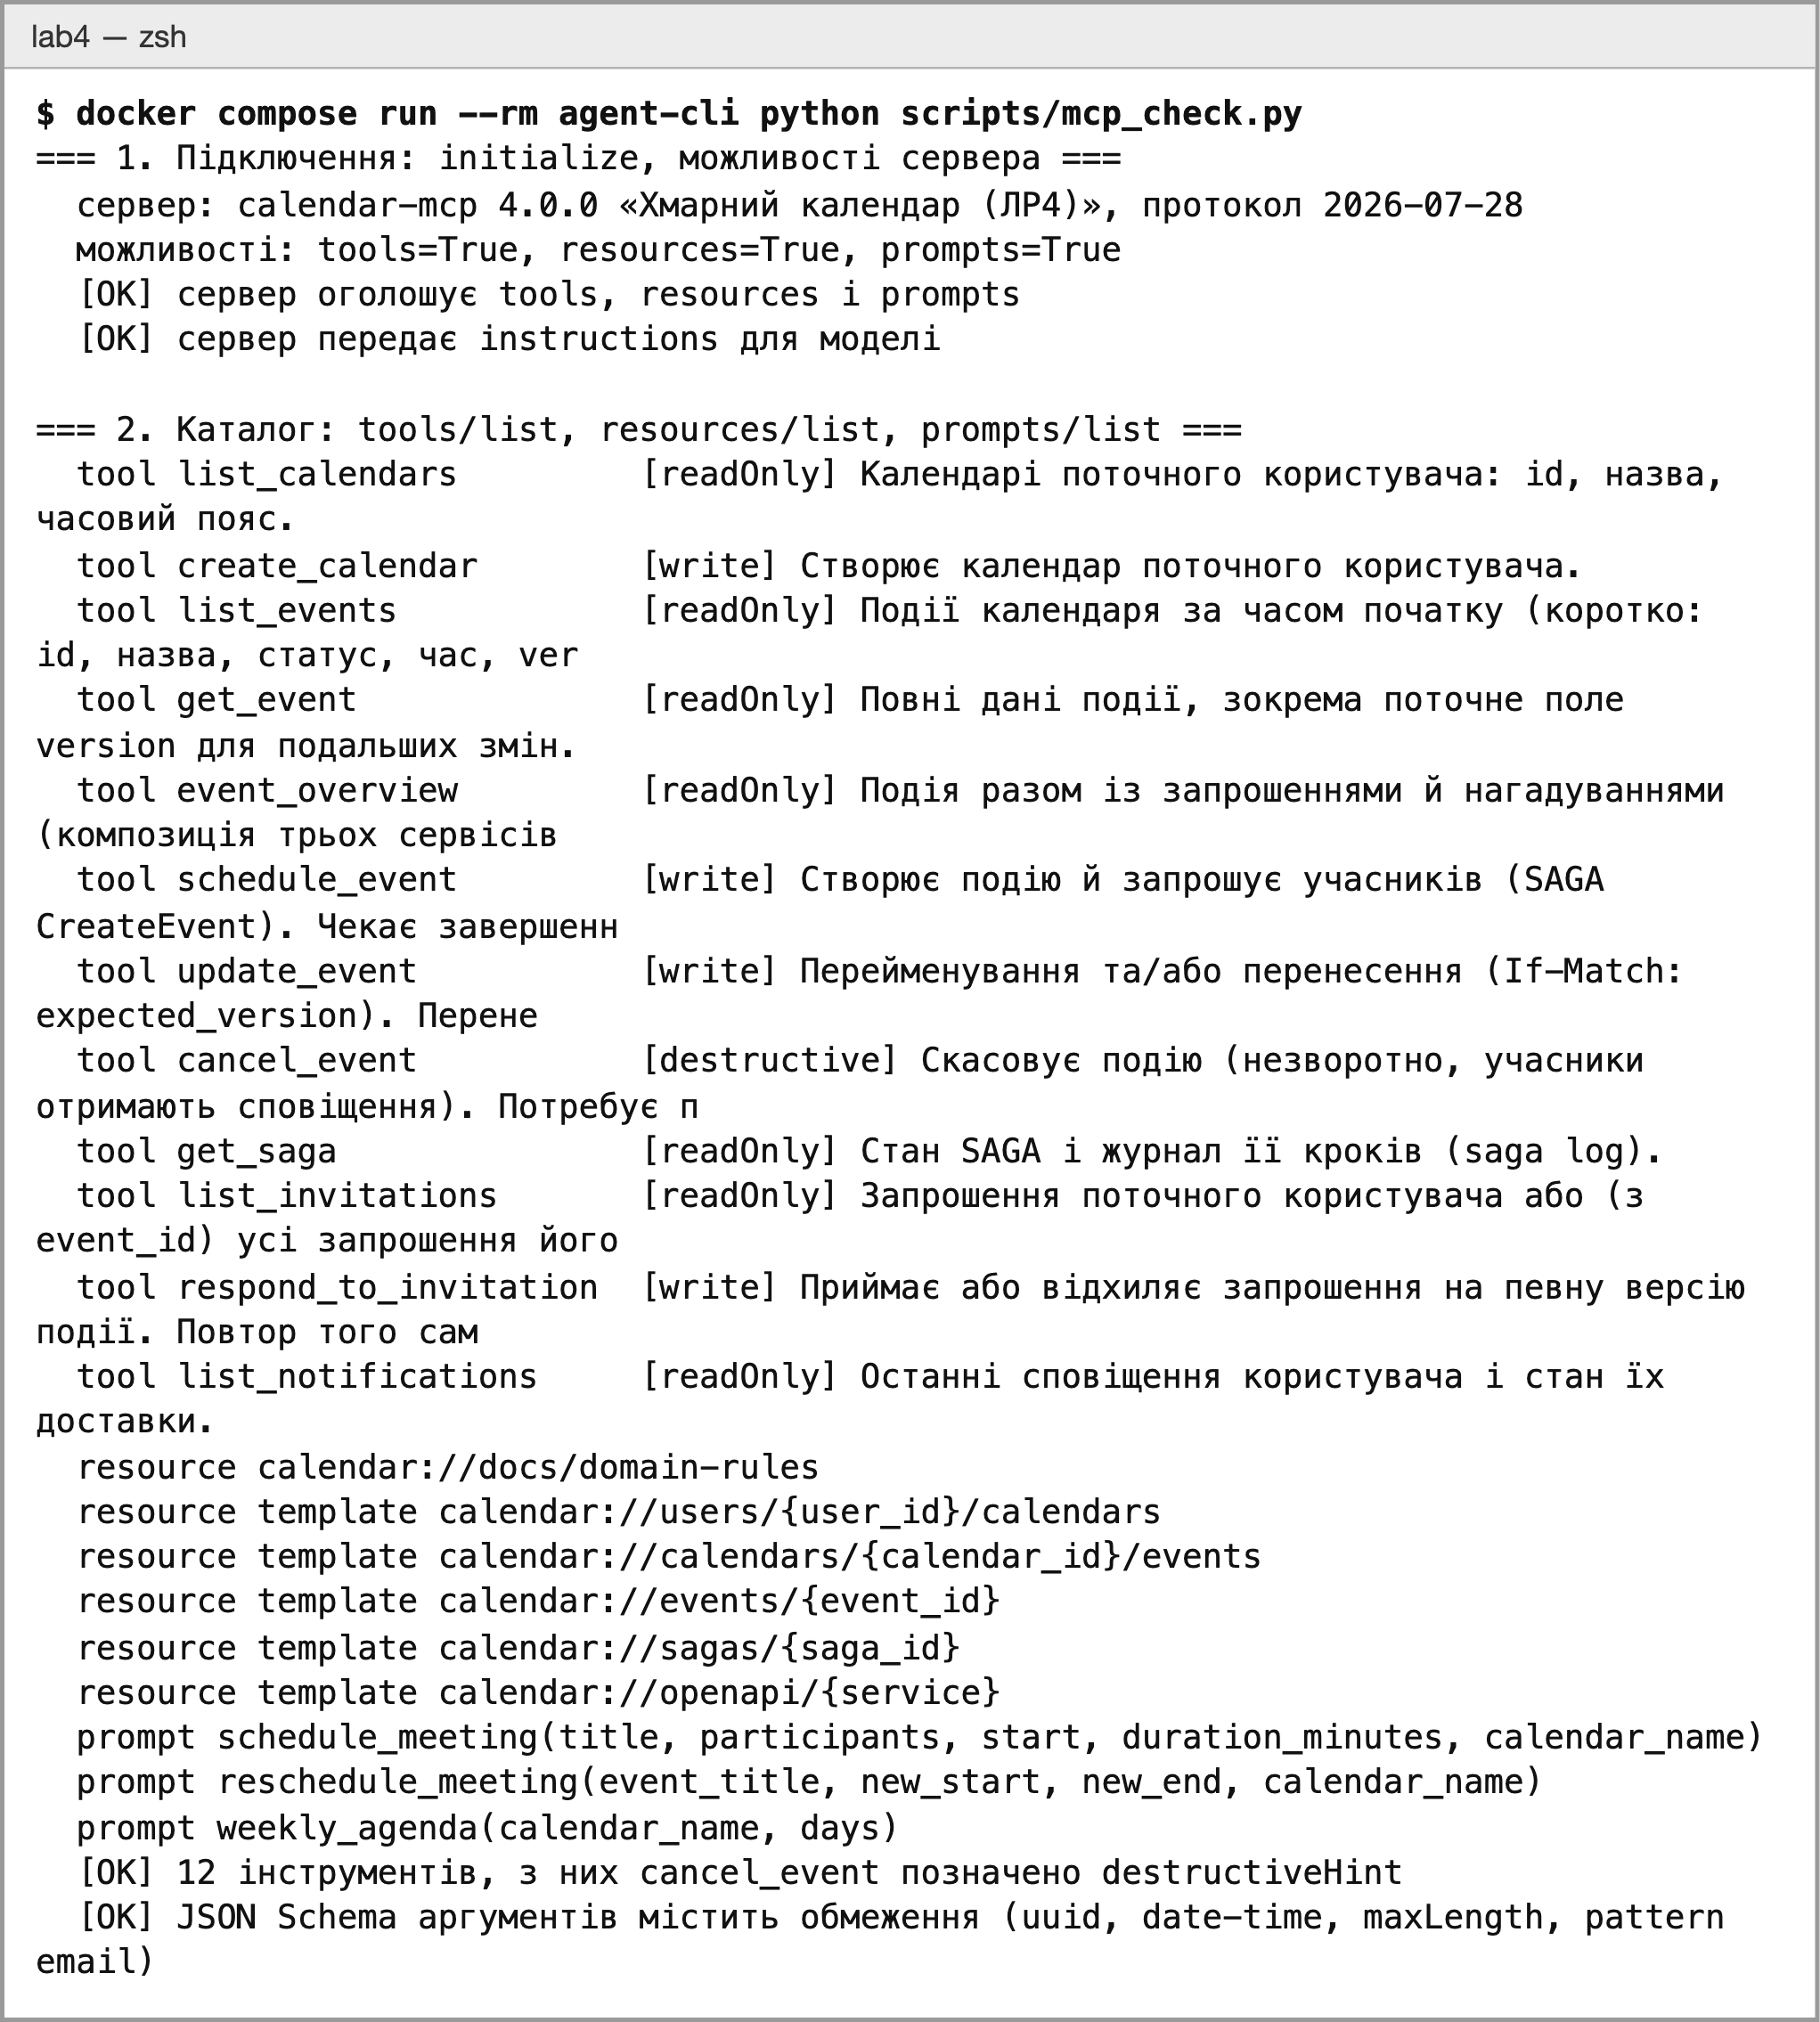 lab4 — zsh
$ docker compose run --rm agent-cli python scripts/mcp_check.py
=== 1. Підключення: initialize, можливості сервера ===
  сервер: calendar-mcp 4.0.0 «Хмарний календар (ЛР4)», протокол 2026-07-28
  можливості: tools=True, resources=True, prompts=True
  [OK] сервер оголошує tools, resources і prompts
  [OK] сервер передає instructions для моделі

=== 2. Каталог: tools/list, resources/list, prompts/list ===
  tool list_calendars         [readOnly] Календарі поточного користувача: id, назва,
часовий пояс.
  tool create_calendar        [write] Створює календар поточного користувача.
  tool list_events            [readOnly] Події календаря за часом початку (коротко:
id, назва, статус, час, ver
  tool get_event              [readOnly] Повні дані події, зокрема поточне поле
version для подальших змін.
  tool event_overview         [readOnly] Подія разом із запрошеннями й нагадуваннями
(композиція трьох сервісів
  tool schedule_event         [write] Створює подію й запрошує учасників (SAGA
CreateEvent). Чекає завершенн
  tool update_event           [write] Перейменування та/або перенесення (If-Match:
expected_version). Перене
  tool cancel_event           [destructive] Скасовує подію (незворотно, учасники
отримають сповіщення). Потребує п
  tool get_saga               [readOnly] Стан SAGA і журнал її кроків (saga log).
  tool list_invitations       [readOnly] Запрошення поточного користувача або (з
event_id) усі запрошення його
  tool respond_to_invitation  [write] Приймає або відхиляє запрошення на певну версію
події. Повтор того сам
  tool list_notifications     [readOnly] Останні сповіщення користувача і стан їх
доставки.
  resource calendar://docs/domain-rules
  resource template calendar://users/{user_id}/calendars
  resource template calendar://calendars/{calendar_id}/events
  resource template calendar://events/{event_id}
  resource template calendar://sagas/{saga_id}
  resource template calendar://openapi/{service}
  prompt schedule_meeting(title, participants, start, duration_minutes, calendar_name)
  prompt reschedule_meeting(event_title, new_start, new_end, calendar_name)
  prompt weekly_agenda(calendar_name, days)
  [OK] 12 інструментів, з них cancel_event позначено destructiveHint
  [OK] JSON Schema аргументів містить обмеження (uuid, date-time, maxLength, pattern
email)